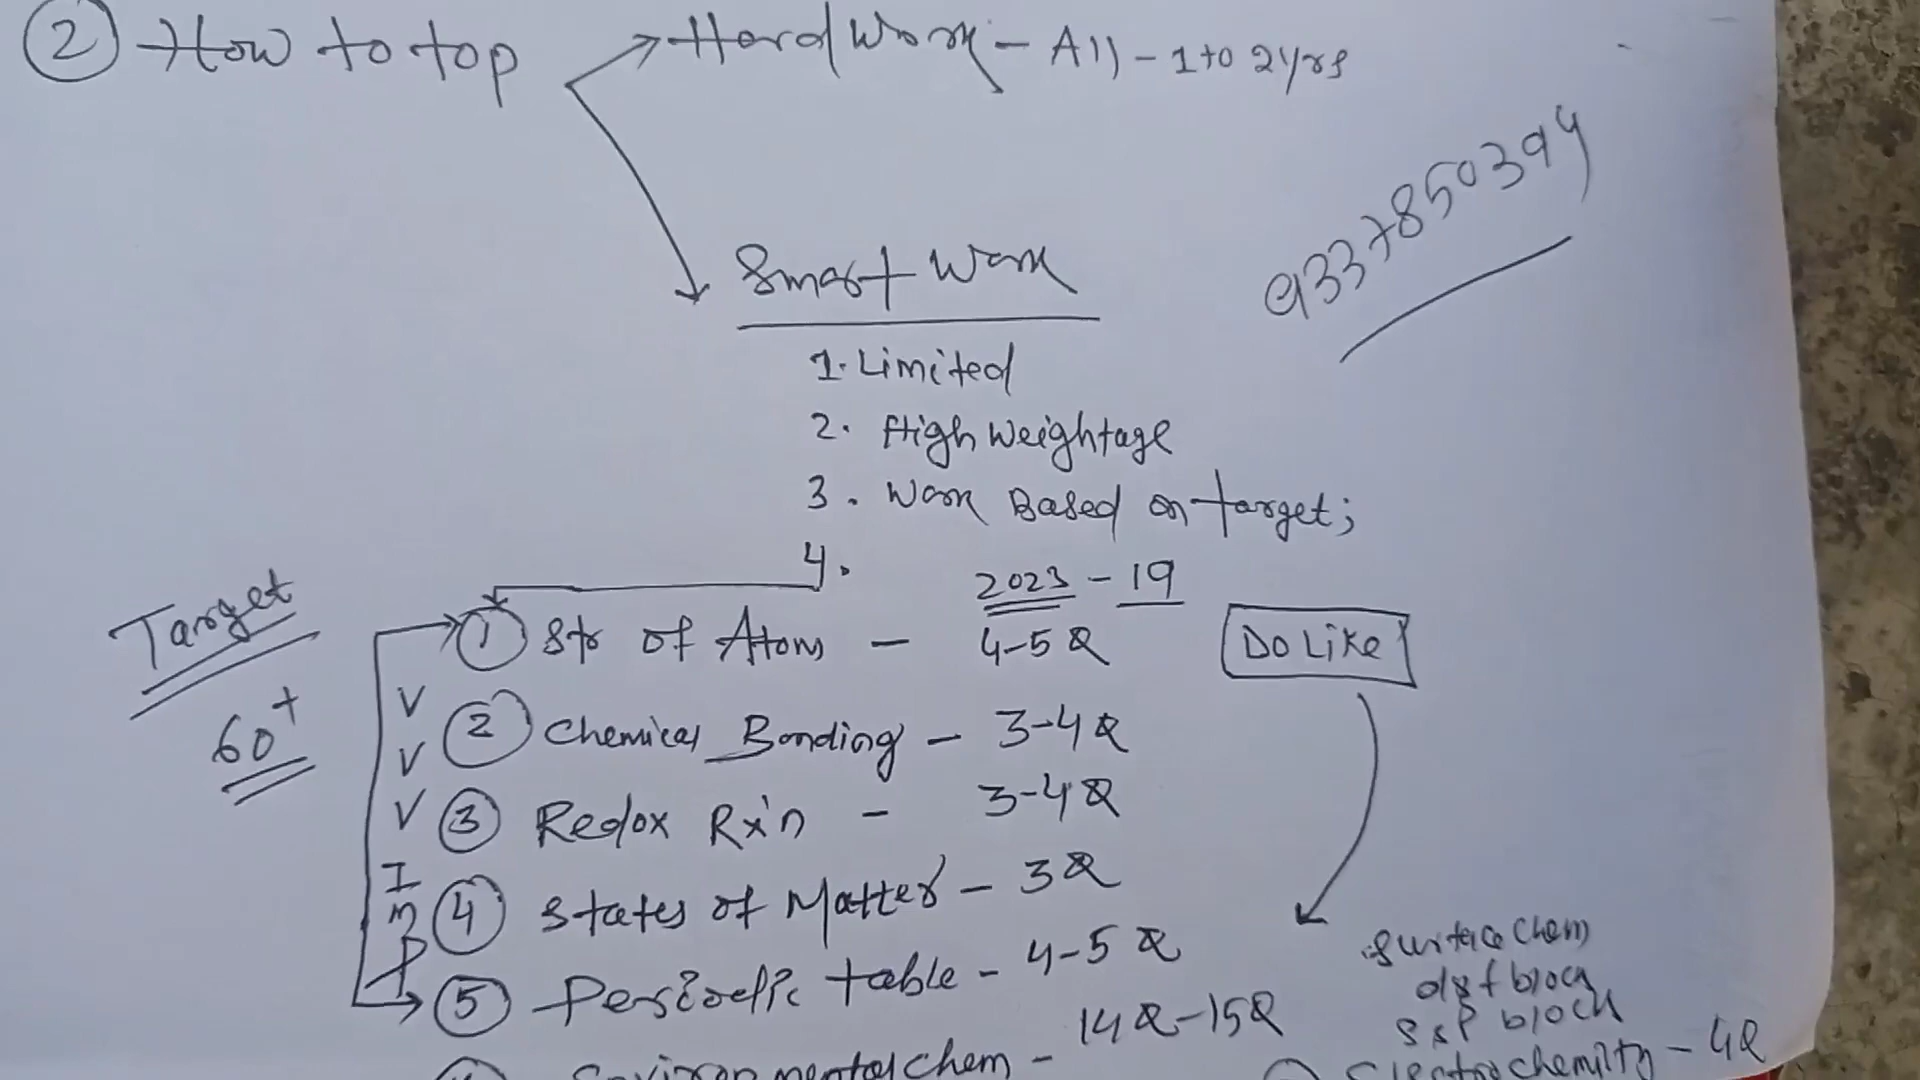 2 How to top
Hard Work - All - 1 to 2 yrs
9337850394
Smart Work
1. Limited
2. High Weightage
3. Work Based on target;
4.
2023 - 19
Target
60+
VVV Imp
1 Str of Atom - 4-5 Q
2 Chemical Bonding - 3-4 Q
3 Redox Rx'n - 3-4 Q
4 States of Matter - 3 Q
5 Periodic table - 4-5 Q
Environmental chem - 14 Q - 15 Q
Do Like
Surface Chem
d & f block
s & p block
Electrochemistry - 4 Q